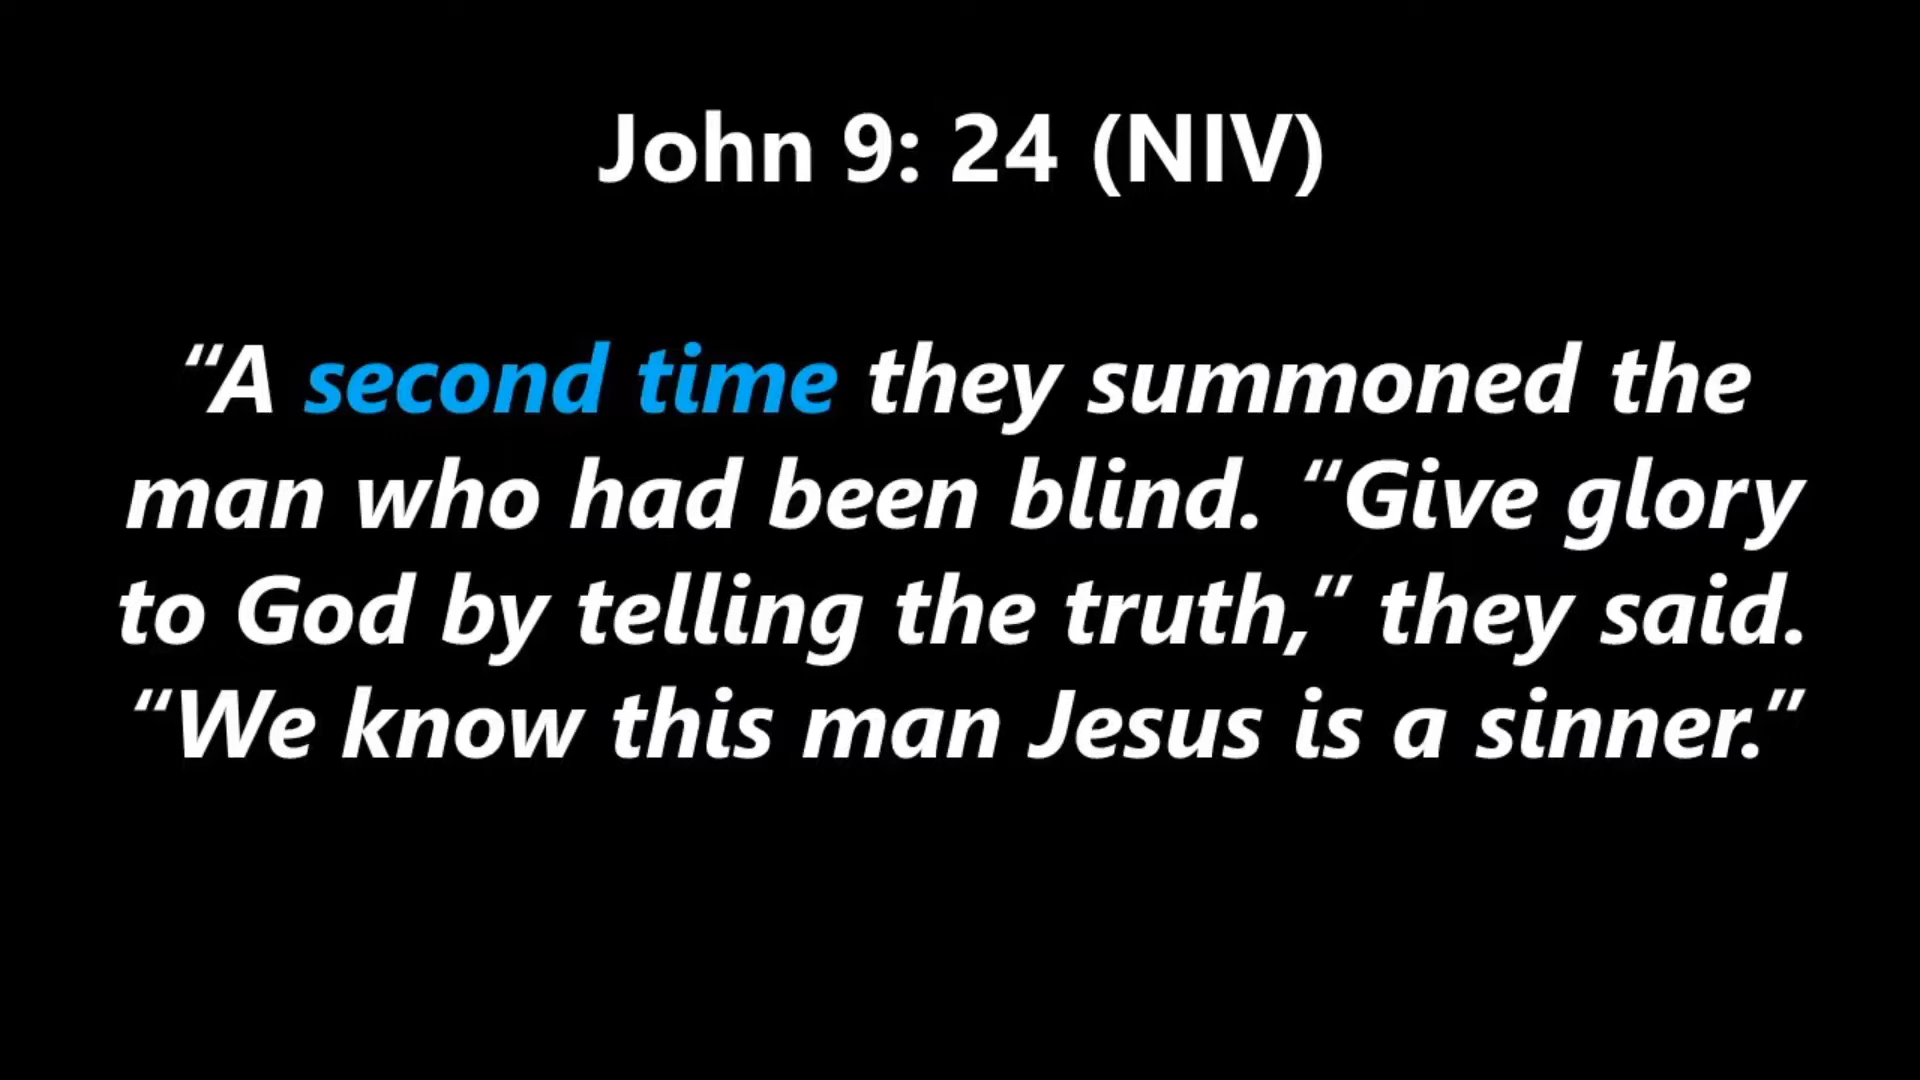 John 9: 24 (NIV)
“A second time they summoned the
man who had been blind. “Give glory
to God by telling the truth,” they said.
“We know this man Jesus is a sinner.”